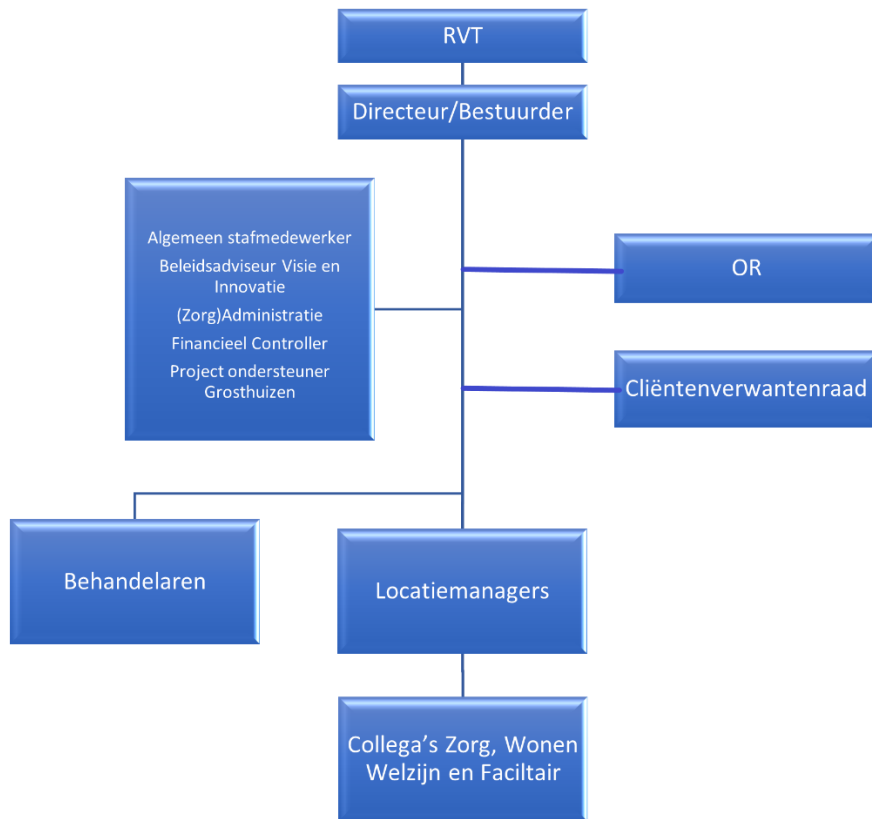 RVT
Directeur/Bestuurder
Algemeen stafmedewerker
Beleidsadviseur Visie en
Innovatie
(Zorg)Administratie
Financieel Controller
Project ondersteuner
Grosthuizen
OR
Cliëntenverwantenraad
Behandelaren
Locatiemanagers
Collega's Zorg, Wonen
Welzijn en Faciltair